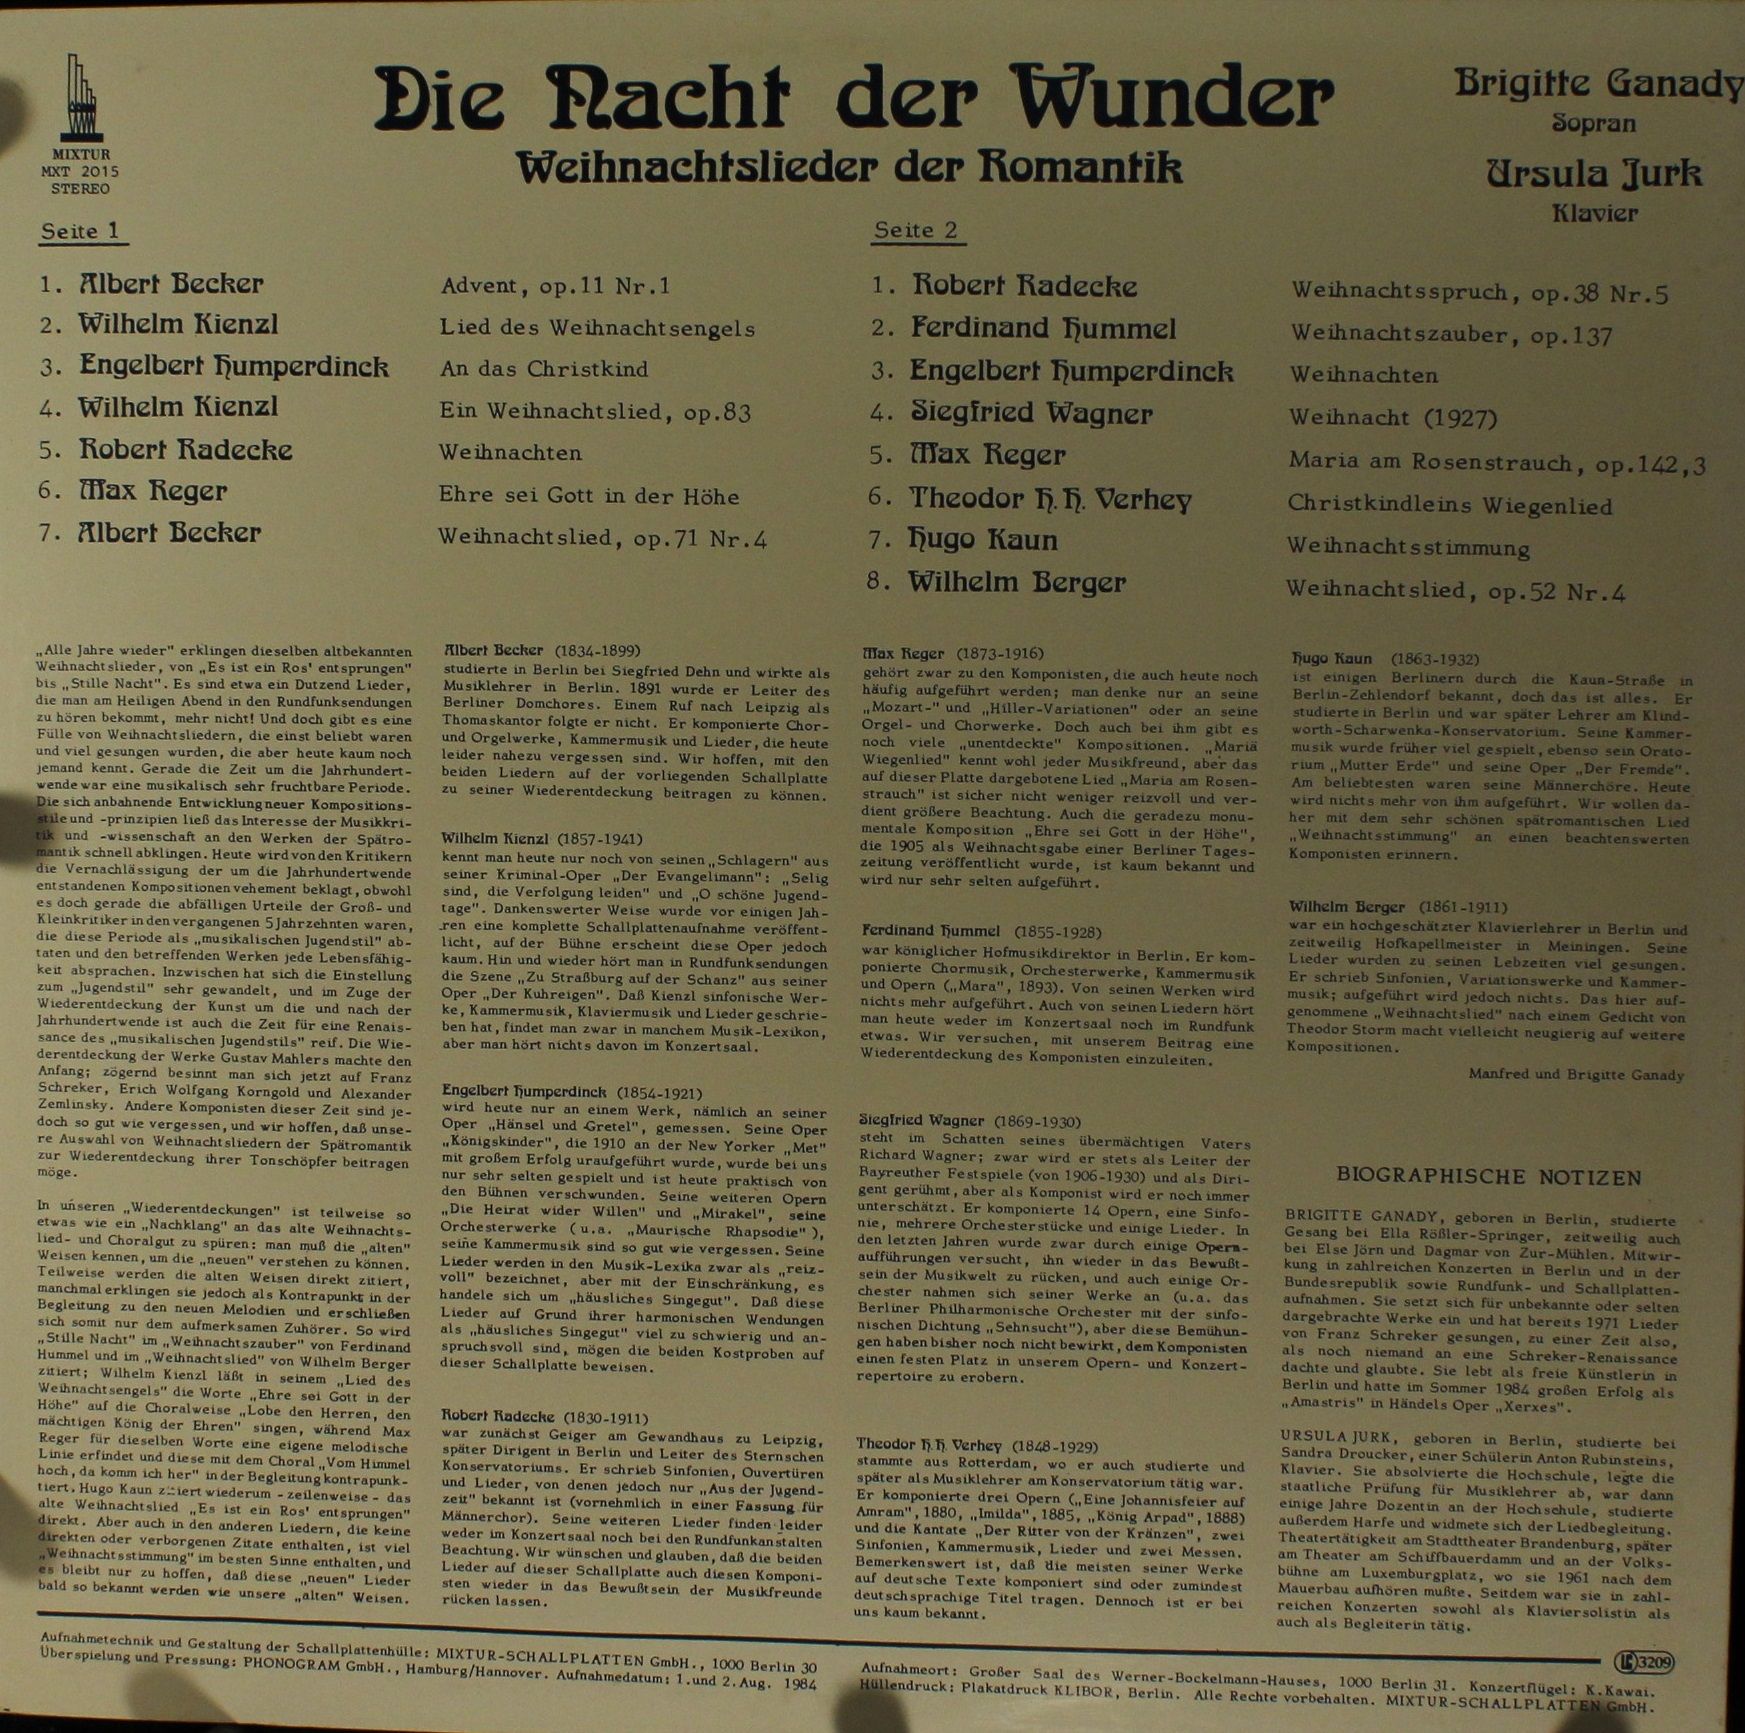 MIXTUR
MXT 2015
STEREO
Die Nacht der Wunder
Weihnachtslieder der Romantik
Brigitte Ganady
Sopran
Ursula Jurk
Klavier
Seite 1
1. Albert Becker Advent, op.11 Nr.1
2. Wilhelm Kienzl Lied des Weihnachtsengels
3. Engelbert Humperdinck An das Christkind
4. Wilhelm Kienzl Ein Weihnachtslied, op.83
5. Robert Radecke Weihnachten
6. Max Reger Ehre sei Gott in der Höhe
7. Albert Becker Weihnachtslied, op.71 Nr.4
Seite 2
1. Robert Radecke Weihnachtsspruch, op.38 Nr.5
2. Ferdinand Hummel Weihnachtszauber, op.137
3. Engelbert Humperdinck Weihnachten
4. Siegfried Wagner Weihnacht (1927)
5. Max Reger Maria am Rosenstrauch, op.142,3
6. Theodor H.H. Verhey Christkindleins Wiegenlied
7. Hugo Kaun Weihnachtsstimmung
8. Wilhelm Berger Weihnachtslied, op.52 Nr.4
„Alle Jahre wieder" erklingen dieselben altbekannten
Weihnachtslieder, von „Es ist ein Ros' entsprungen"
bis „Stille Nacht". Es sind etwa ein Dutzend Lieder,
die man am Heiligen Abend in den Rundfunksendungen
zu hören bekommt, mehr nicht! Und doch gibt es eine
Fülle von Weihnachtsliedern, die einst beliebt waren
und viel gesungen wurden, die aber heute kaum noch
jemand kennt. Gerade die Zeit um die Jahrhundert-
wende war eine musikalisch sehr fruchtbare Periode.
Die sich anbahnende Entwicklung neuer Kompositions-
stile und -prinzipien ließ das Interesse der Musikkri-
tik und -wissenschaft an den Werken der Spätro-
mantik schnell abklingen. Heute wird von den Kritikern
die Vernachlässigung der um die Jahrhundertwende
entstandenen Kompositionen vehement beklagt, obwohl
es doch gerade die abfälligen Urteile der Groß- und
Kleinkritiker in den vergangenen 5 Jahrzehnten waren,
die diese Periode als „musikalischen Jugendstil" ab-
taten und den betreffenden Werken jede Lebensfähig-
keit absprachen. Inzwischen hat sich die Einstellung
zum „Jugendstil" sehr gewandelt, und im Zuge der
Wiederentdeckung der Kunst um die und nach der
Jahrhundertwende ist auch die Zeit für eine Renais-
sance des „musikalischen Jugendstils" reif. Die Wie-
derentdeckung der Werke Gustav Mahlers machte den
Anfang; zögernd besinnt man sich jetzt auf Franz
Schreker, Erich Wolfgang Korngold und Alexander
Zemlinsky. Andere Komponisten dieser Zeit sind je-
doch so gut wie vergessen, und wir hoffen, daß unse-
re Auswahl von Weihnachtsliedern der Spätromantik
zur Wiederentdeckung ihrer Tonschöpfer beitragen
möge.
In unseren „Wiederentdeckungen" ist teilweise so
etwas wie ein „Nachklang" an das alte Weihnachts-
lied- und Choralgut zu spüren: man muß die „alten"
Weisen kennen, um die „neuen" verstehen zu können.
Teilweise werden die alten Weisen direkt zitiert,
manchmal erklingen sie jedoch als Kontrapunkt in der
Begleitung zu den neuen Melodien und erschließen
sich somit nur dem aufmerksamen Zuhörer. So wird
„Stille Nacht" im „Weihnachtszauber" von Ferdinand
Hummel und im „Weihnachtslied" von Wilhelm Berger
zitiert; Wilhelm Kienzl läßt in seinem „Lied des
Weihnachtsengels" die Worte „Ehre sei Gott in der
Höhe" auf die Choralweise „Lobe den Herren, den
mächtigen König der Ehren" singen, während Max
Reger für dieselben Worte eine eigene melodische
Linie erfindet und diese mit dem Choral „Vom Himmel
hoch, da komm ich her" in der Begleitung kontrapunk-
tiert. Hugo Kaun zitiert wiederum - zeilenweise - das
alte Weihnachtslied „Es ist ein Ros' entsprungen"
direkt. Aber auch in den anderen Liedern, die keine
direkten oder verborgenen Zitate enthalten, ist viel
„Weihnachtsstimmung" im besten Sinne enthalten, und
es bleibt nur zu hoffen, daß diese „neuen" Lieder
bald so bekannt werden wie unsere „alten" Weisen.
Albert Becker (1834-1899)
studierte in Berlin bei Siegfried Dehn und wirkte als
Musiklehrer in Berlin. 1891 wurde er Leiter des
Berliner Domchores. Einem Ruf nach Leipzig als
Thomaskantor folgte er nicht. Er komponierte Chor-
und Orgelwerke, Kammermusik und Lieder, die heute
leider nahezu vergessen sind. Wir hoffen, mit den
beiden Liedern auf der vorliegenden Schallplatte
zu seiner Wiederentdeckung beitragen zu können.
Wilhelm Kienzl (1857-1941)
kennt man heute nur noch von seinen „Schlagern" aus
seiner Kriminal-Oper „Der Evangelimann": „Selig
sind, die Verfolgung leiden" und „O schöne Jugend-
tage". Dankenswerter Weise wurde vor einigen Jah-
ren eine komplette Schallplattenaufnahme veröffent-
licht, auf der Bühne erscheint diese Oper jedoch
kaum. Hin und wieder hört man in Rundfunksendungen
die Szene „Zu Straßburg auf der Schanz" aus seiner
Oper „Der Kuhreigen". Daß Kienzl sinfonische Wer-
ke, Kammermusik, Klaviermusik und Lieder geschrie-
ben hat, findet man zwar in manchem Musik-Lexikon,
aber man hört nichts davon im Konzertsaal.
Engelbert Humperdinck (1854-1921)
wird heute nur an einem Werk, nämlich an seiner
Oper „Hänsel und Gretel", gemessen. Seine Oper
„Königskinder", die 1910 an der New Yorker „Met"
mit großem Erfolg uraufgeführt wurde, wurde bei uns
nur sehr selten gespielt und ist heute praktisch von
den Bühnen verschwunden. Seine weiteren Opern
„Die Heirat wider Willen" und „Mirakel", seine
Orchesterwerke (u.a. „Maurische Rhapsodie"),
seine Kammermusik sind so gut wie vergessen. Seine
Lieder werden in den Musik-Lexika zwar als „reiz-
voll" bezeichnet, aber mit der Einschränkung, es
handele sich um „häusliches Singegut". Daß diese
Lieder auf Grund ihrer harmonischen Wendungen
als „häusliches Singegut" viel zu schwierig und an-
spruchsvoll sind, mögen die beiden Kostproben auf
dieser Schallplatte beweisen.
Robert Radecke (1830-1911)
war zunächst Geiger am Gewandhaus zu Leipzig,
später Dirigent in Berlin und Leiter des Sternschen
Konservatoriums. Er schrieb Sinfonien, Ouvertüren
und Lieder, von denen jedoch nur „Aus der Jugend-
zeit" bekannt ist (vornehmlich in einer Fassung für
Männerchor). Seine weiteren Lieder finden leider
weder im Konzertsaal noch bei den Rundfunkanstalten
Beachtung. Wir wünschen und glauben, daß die beiden
Lieder auf dieser Schallplatte auch diesen Komponi-
sten wieder in das Bewußtsein der Musikfreunde
rücken lassen.
Max Reger (1873-1916)
gehört zwar zu den Komponisten, die auch heute noch
häufig aufgeführt werden; man denke nur an seine
„Mozart-" und „Hiller-Variationen" oder an seine
Orgel- und Chorwerke. Doch auch bei ihm gibt es
noch viele „unentdeckte" Kompositionen. „Mariä
Wiegenlied" kennt wohl jeder Musikfreund, aber das
auf dieser Platte dargebotene Lied „Maria am Rosen-
strauch" ist sicher nicht weniger reizvoll und ver-
dient größere Beachtung. Auch die geradezu monu-
mentale Komposition „Ehre sei Gott in der Höhe",
die 1905 als Weihnachtsgabe einer Berliner Tages-
zeitung veröffentlicht wurde, ist kaum bekannt und
wird nur sehr selten aufgeführt.
Ferdinand Hummel (1855-1928)
war königlicher Hofmusikdirektor in Berlin. Er kom-
ponierte Chormusik, Orchesterwerke, Kammermusik
und Opern („Mara", 1893). Von seinen Werken wird
nichts mehr aufgeführt. Auch von seinen Liedern hört
man heute weder im Konzertsaal noch im Rundfunk
etwas. Wir versuchen, mit unserem Beitrag eine
Wiederentdeckung des Komponisten einzuleiten.
Siegfried Wagner (1869-1930)
steht im Schatten seines übermächtigen Vaters
Richard Wagner; zwar wird er stets als Leiter der
Bayreuther Festspiele (von 1906-1930) und als Diri-
gent gerühmt, aber als Komponist wird er noch immer
unterschätzt. Er komponierte 14 Opern, eine Sinfo-
nie, mehrere Orchesterstücke und einige Lieder. In
den letzten Jahren wurde zwar durch einige Opern-
aufführungen versucht, ihn wieder in das Bewußt-
sein der Musikwelt zu rücken, und auch einige Or-
chester nahmen sich seiner Werke an (u.a. das
Berliner Philharmonische Orchester mit der sinfo-
nischen Dichtung „Sehnsucht"), aber diese Bemühun-
gen haben bisher noch nicht bewirkt, dem Komponisten
einen festen Platz in unserem Opern- und Konzert-
repertoire zu erobern.
Theodor H.H. Verhey (1848-1929)
stammte aus Rotterdam, wo er auch studierte und
später als Musiklehrer am Konservatorium tätig war.
Er komponierte drei Opern („Eine Johannisfeier auf
Amram", 1880, „Imilda", 1885, „König Arpad", 1888)
und die Kantate „Der Ritter von der Kränzen", zwei
Sinfonien, Kammermusik, Lieder und zwei Messen.
Bemerkenswert ist, daß die meisten seiner Werke
auf deutsche Texte komponiert sind oder zumindest
deutschsprachige Titel tragen. Dennoch ist er bei
uns kaum bekannt.
Hugo Kaun (1863-1932)
ist einigen Berlinern durch die Kaun-Straße in
Berlin-Zehlendorf bekannt, doch das ist alles. Er
studierte in Berlin und war später Lehrer am Klind-
worth-Scharwenka-Konservatorium. Seine Kammer-
musik wurde früher viel gespielt, ebenso sein Orato-
rium „Mutter Erde" und seine Oper „Der Fremde".
Am beliebtesten waren seine Männerchöre. Heute
wird nichts mehr von ihm aufgeführt. Wir wollen da-
her mit dem sehr schönen spätromantischen Lied
„Weihnachtsstimmung" an einen beachtenswerten
Komponisten erinnern.
Wilhelm Berger (1861-1911)
war ein hochgeschätzter Klavierlehrer in Berlin und
zeitweilig Hofkapellmeister in Meiningen. Seine
Lieder wurden zu seinen Lebzeiten viel gesungen.
Er schrieb Sinfonien, Variationswerke und Kammer-
musik; aufgeführt wird jedoch nichts. Das hier auf-
genommene „Weihnachtslied" nach einem Gedicht von
Theodor Storm macht vielleicht neugierig auf weitere
Kompositionen.
Manfred und Brigitte Ganady
BIOGRAPHISCHE NOTIZEN
BRIGITTE GANADY, geboren in Berlin, studierte
Gesang bei Ella Rößler-Springer, zeitweilig auch
bei Else Jörn und Dagmar von Zur-Mühlen. Mitwir-
kung in zahlreichen Konzerten in Berlin und in der
Bundesrepublik sowie Rundfunk- und Schallplatten-
aufnahmen. Sie setzt sich für unbekannte oder selten
dargebrachte Werke ein und hat bereits 1971 Lieder
von Franz Schreker gesungen, zu einer Zeit also,
als noch niemand an eine Schreker-Renaissance
dachte und glaubte. Sie lebt als freie Künstlerin in
Berlin und hatte im Sommer 1984 großen Erfolg als
„Amastris" in Händels Oper „Xerxes".
URSULA JURK, geboren in Berlin, studierte bei
Sandra Droucker, einer Schülerin Anton Rubinsteins,
Klavier. Sie absolvierte die Hochschule, legte die
staatliche Prüfung für Musiklehrer ab, war dann
einige Jahre Dozentin an der Hochschule, studierte
außerdem Harfe und widmete sich der Liedbegleitung.
Theatertätigkeit am Stadttheater Brandenburg, später
am Theater am Schiffbauerdamm und an der Volks-
bühne am Luxemburgplatz, wo sie 1961 nach dem
Mauerbau aufhören mußte. Seitdem war sie in zahl-
reichen Konzerten sowohl als Klaviersolistin als
auch als Begleiterin tätig.
LC 3209
Aufnahmetechnik und Gestaltung der Schallplattenhülle: MIXTUR-SCHALLPLATTEN GmbH., 1000 Berlin 30
Überspielung und Pressung: PHONOGRAM GmbH., Hamburg/Hannover. Aufnahmedatum: 1.und 2.Aug. 1984
Aufnahmeort: Großer Saal des Werner-Bockelmann-Hauses, 1000 Berlin 31. Konzertflügel: K.Kawai.
Hüllendruck: Plakatdruck KLIBOR, Berlin. Alle Rechte vorbehalten. MIXTUR-SCHALLPLATTEN GmbH.